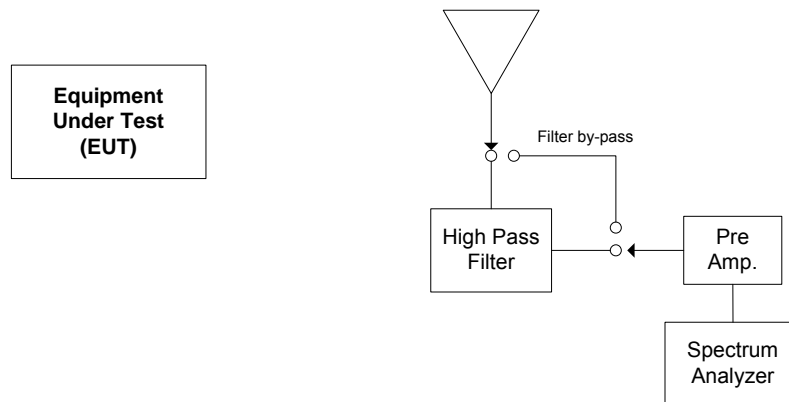 Equipment
Under Test
(EUT)
Filter by-pass
High Pass
Filter
Pre
Amp.
Spectrum
Analyzer